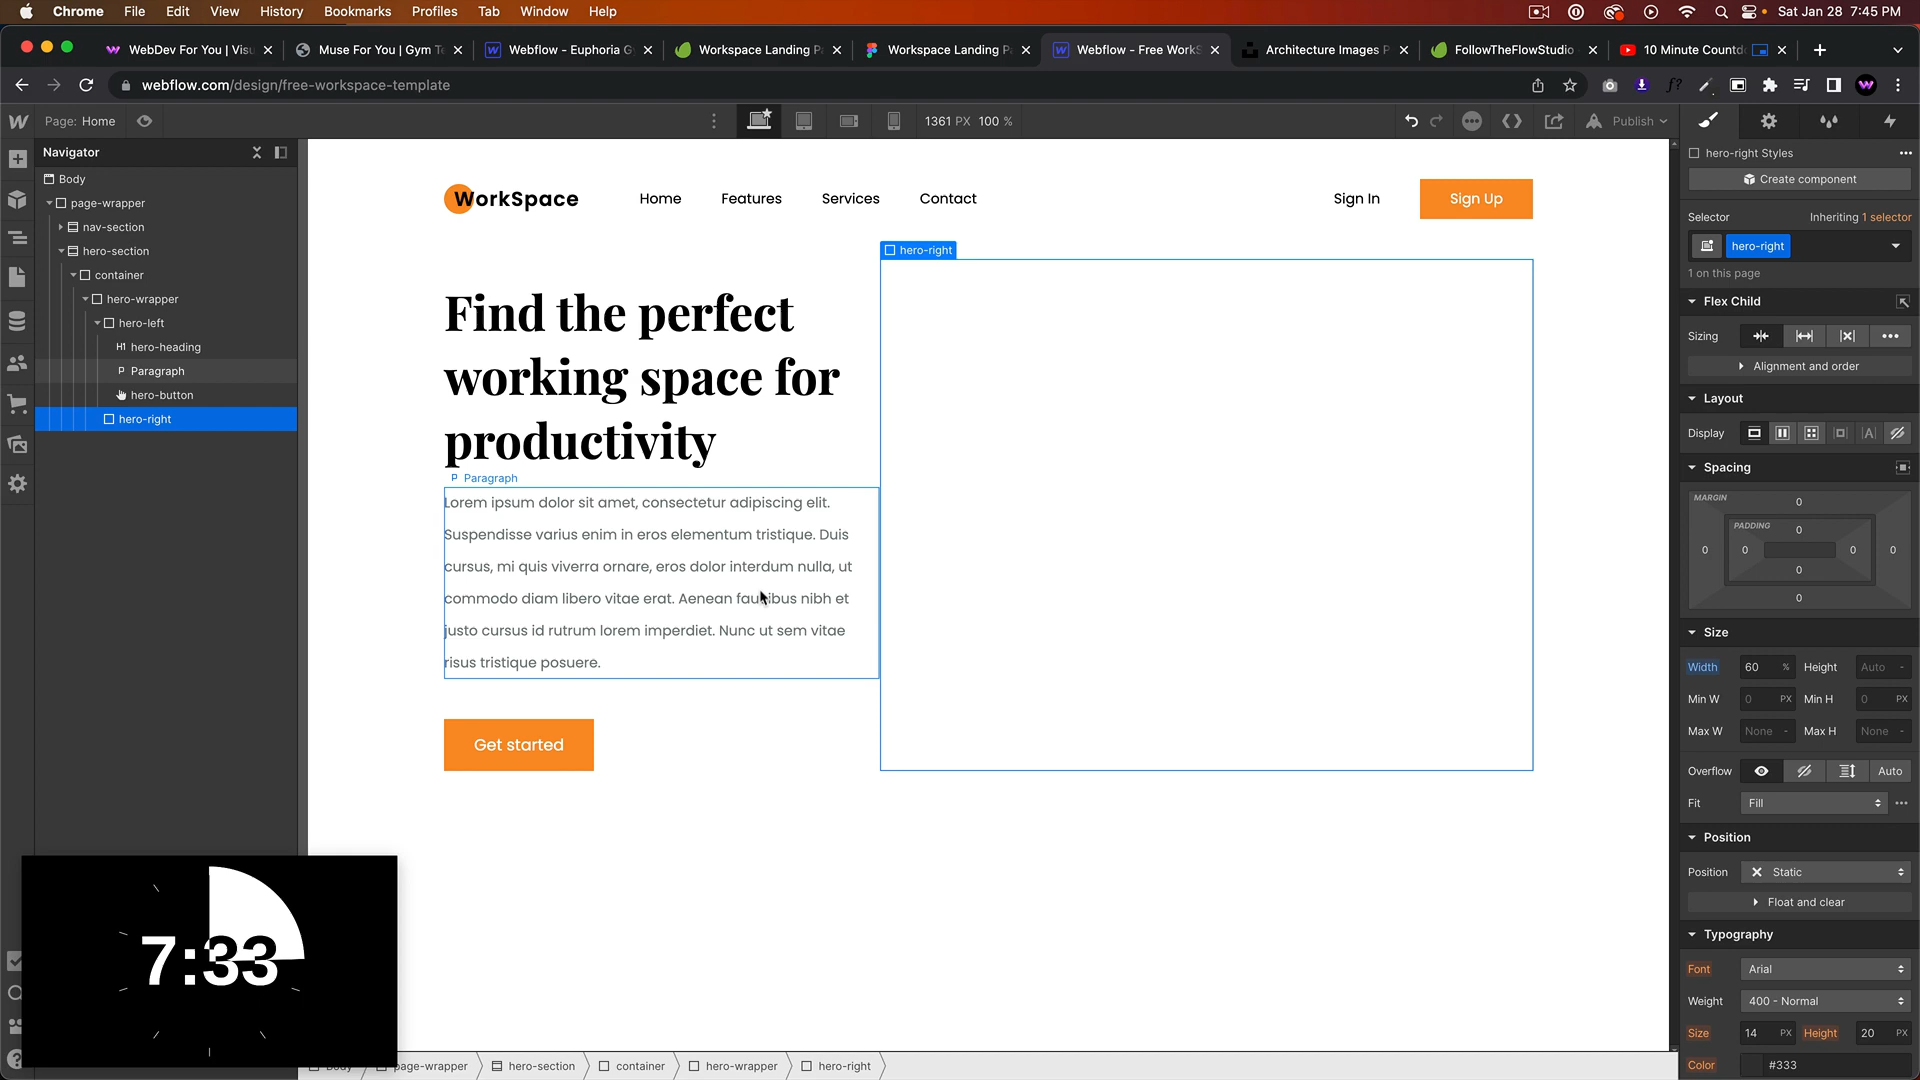 Chrome File Edit View History Bookmarks Profiles Tab Window Help
Sat Jan 28 7:45 PM
WebDev For You | Visu
Muse For You | Gym Te
Webflow - Euphoria G
Workspace Landing P
Workspace Landing P
Webflow - Free WorkS
Architecture Images P
FollowTheFlowStudio
10 Minute Countd
webflow.com/design/free-workspace-template
Page: Home
1361 PX 100 %
Publish
Navigator
Body
page-wrapper
nav-section
hero-section
container
hero-wrapper
hero-left
H1 hero-heading
P Paragraph
hero-button
hero-right
WorkSpace
Home Features Services Contact
Sign In
Sign Up
hero-right
Find the perfect
working space for
productivity
P Paragraph
Lorem ipsum dolor sit amet, consectetur adipiscing elit.
Suspendisse varius enim in eros elementum tristique. Duis
cursus, mi quis viverra ornare, eros dolor interdum nulla, ut
commodo diam libero vitae erat. Aenean faucibus nibh et
justo cursus id rutrum lorem imperdiet. Nunc ut sem vitae
risus tristique posuere.
Get started
7:33
Body page-wrapper hero-section container hero-wrapper hero-right
hero-right Styles
Create component
Selector Inheriting 1 selector
hero-right
1 on this page
Flex Child
Sizing
Alignment and order
Layout
Display
Spacing
MARGIN 0
PADDING 0
0 0 0 0
0
0
Size
Width 60 % Height Auto -
Min W 0 PX Min H 0 PX
Max W None - Max H None -
Overflow Auto
Fit Fill
Position
Position Static
Float and clear
Typography
Font Arial
Weight 400 - Normal
Size 14 PX Height 20 PX
Color #333